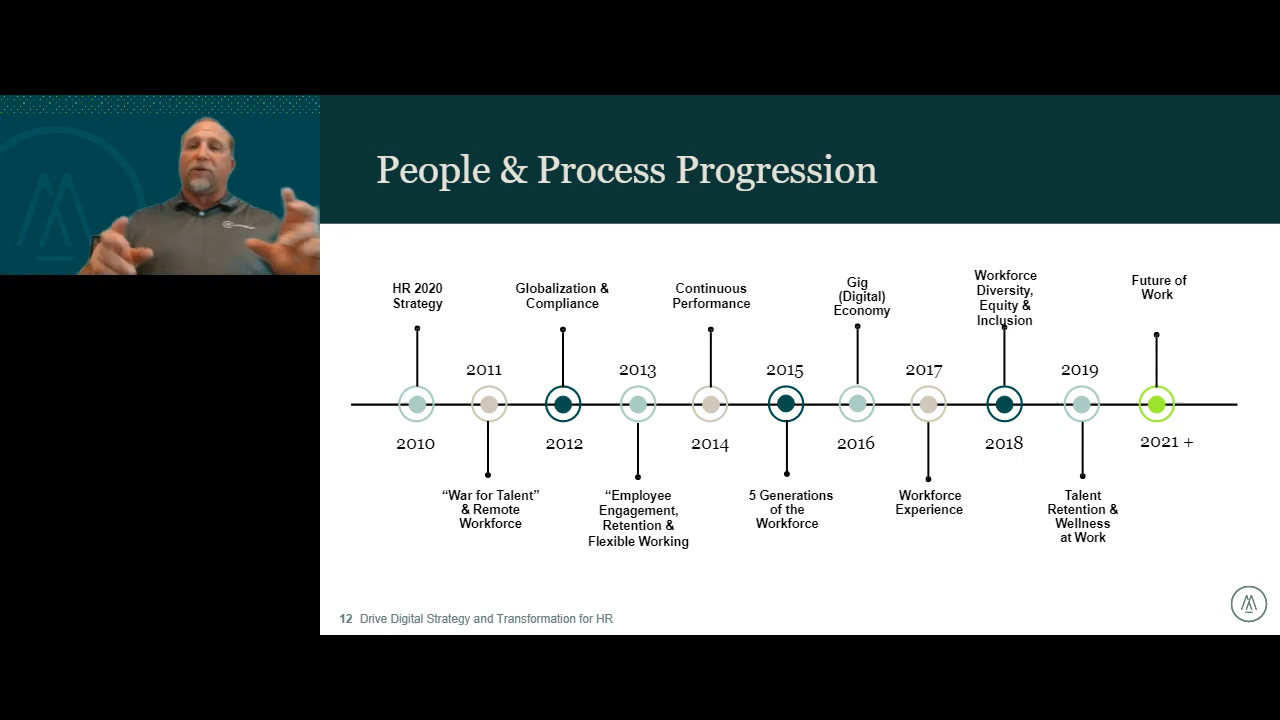 People & Process Progression
HR 2020
Strategy
Globalization &
Compliance
Continuous
Performance
Gig
(Digital)
Economy
Workforce
Diversity,
Equity &
Inclusion
Future of
Work
2011
2013
2015
2017
2019
2010
2012
2014
2016
2018
2021 +
“War for Talent”
& Remote
Workforce
“Employee
Engagement,
Retention &
Flexible Working
5 Generations
of the
Workforce
Workforce
Experience
Talent
Retention &
Wellness
at Work
12 Drive Digital Strategy and Transformation for HR